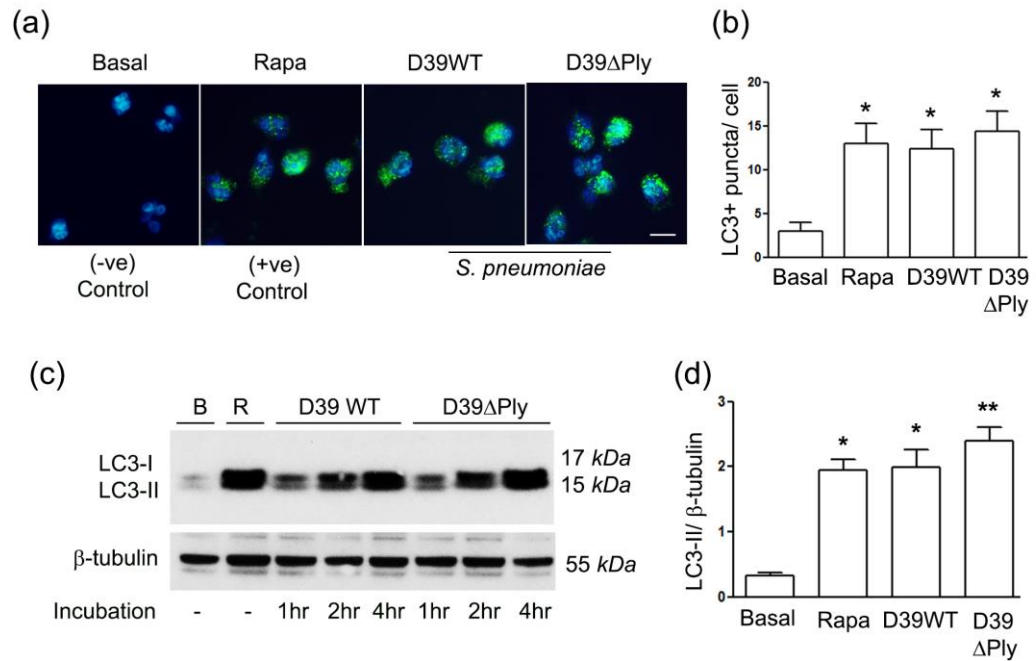 (a)
Basal Rapa D39WT D39ΔPly
(-ve) (+ve) S. pneumoniae
Control Control
(b)
LC3+ puncta/ cell
20
15
10
5
0
* * *
Basal Rapa D39WT D39
ΔPly
(c)
B R D39 WT D39ΔPly
LC3-I 17 kDa
LC3-II 15 kDa
β-tubulin 55 kDa
Incubation - - 1hr 2hr 4hr 1hr 2hr 4hr
(d)
LC3-II/ β-tubulin
3
2
1
0
* * **
Basal Rapa D39WT D39
ΔPly